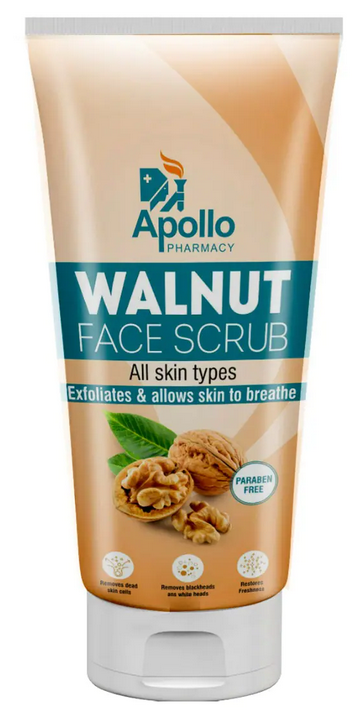 Apollo
PHARMACY
WALNUT
FACE SCRUB
All skin types
Exfoliates & allows skin to breathe
PARABEN
FREE
Removes dead
skin cells
Removes blackheads
ans white heads
Restores
Freshness